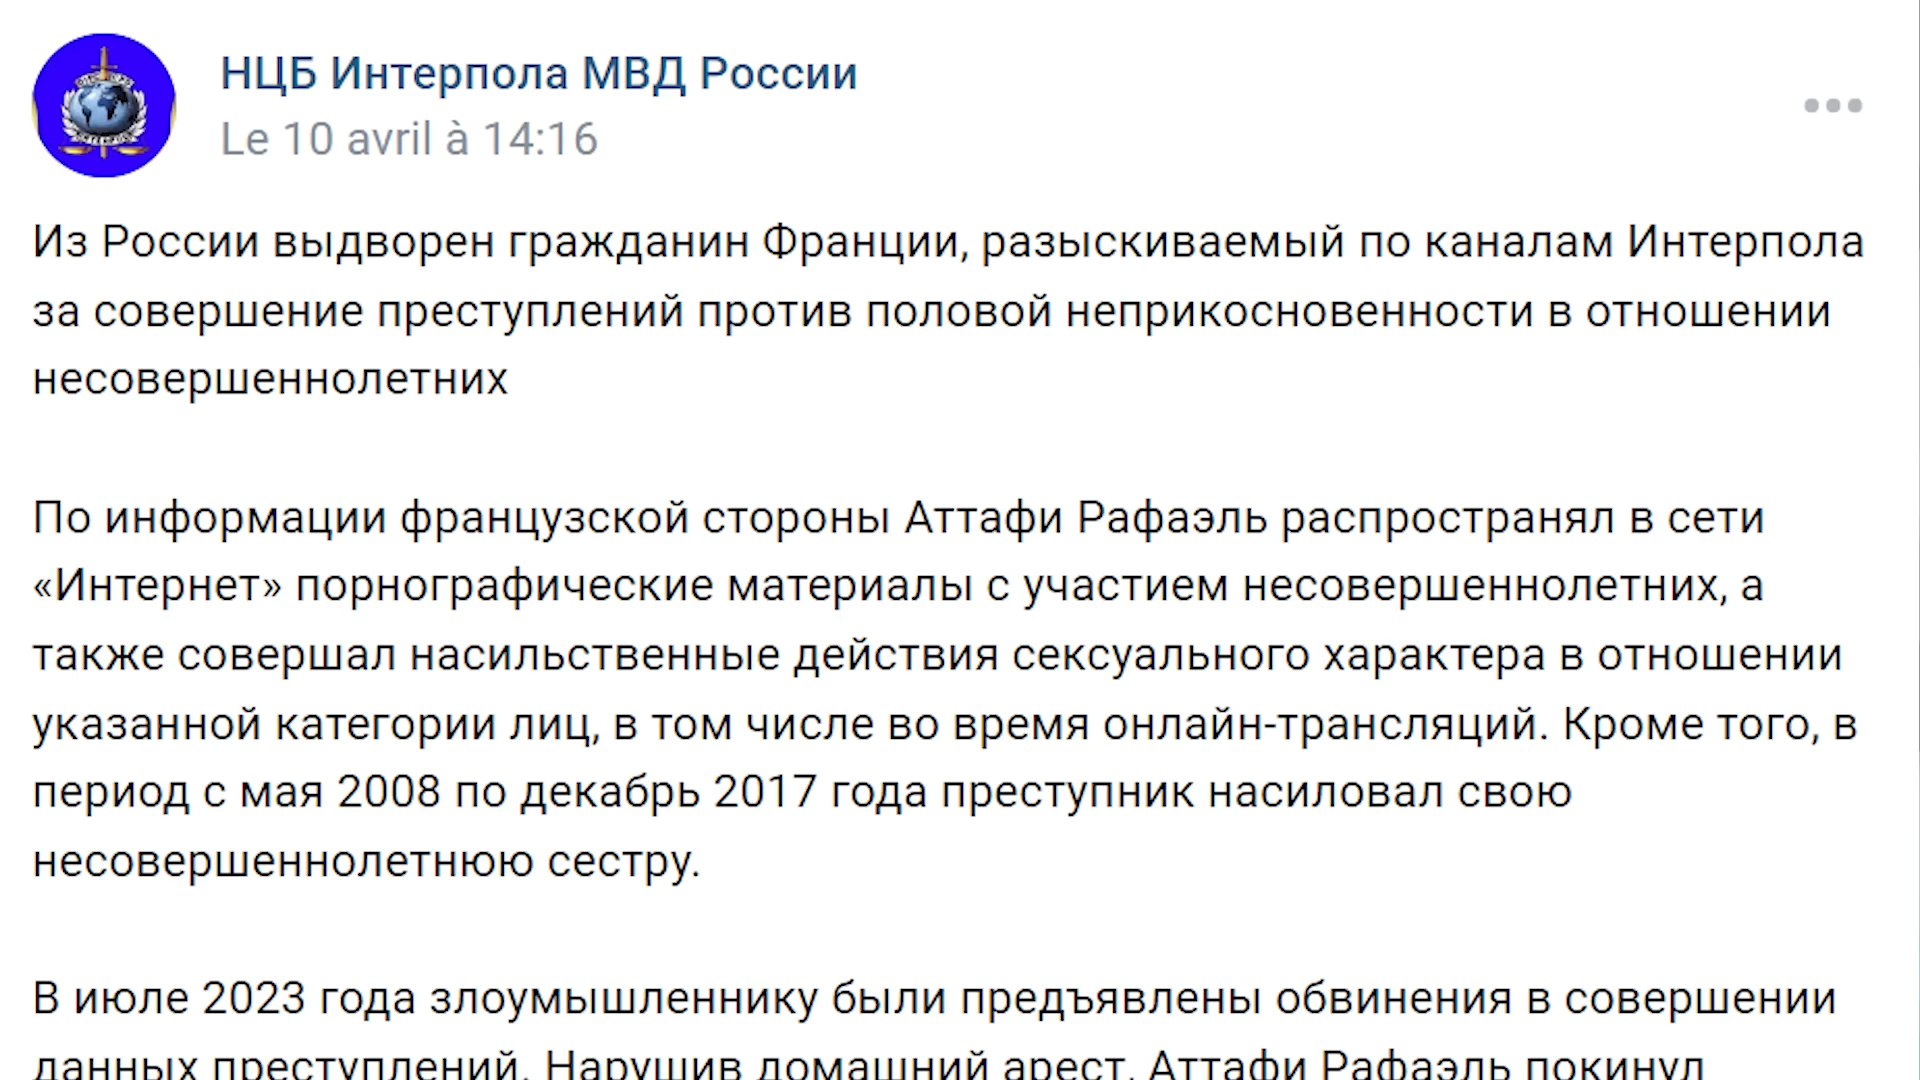 НЦБ Интерпола МВД России
Le 10 avril à 14:16
Из России выдворен гражданин Франции, разыскиваемый по каналам Интерпола
за совершение преступлений против половой неприкосновенности в отношении
несовершеннолетних
По информации французской стороны Аттафи Рафаэль распространял в сети
«Интернет» порнографические материалы с участием несовершеннолетних, а
также совершал насильственные действия сексуального характера в отношении
указанной категории лиц, в том числе во время онлайн-трансляций. Кроме того, в
период с мая 2008 по декабрь 2017 года преступник насиловал свою
несовершеннолетнюю сестру.
В июле 2023 года злоумышленнику были предъявлены обвинения в совершении
данных преступлений. Нарушив домашний арест, Аттафи Рафаэль покинул